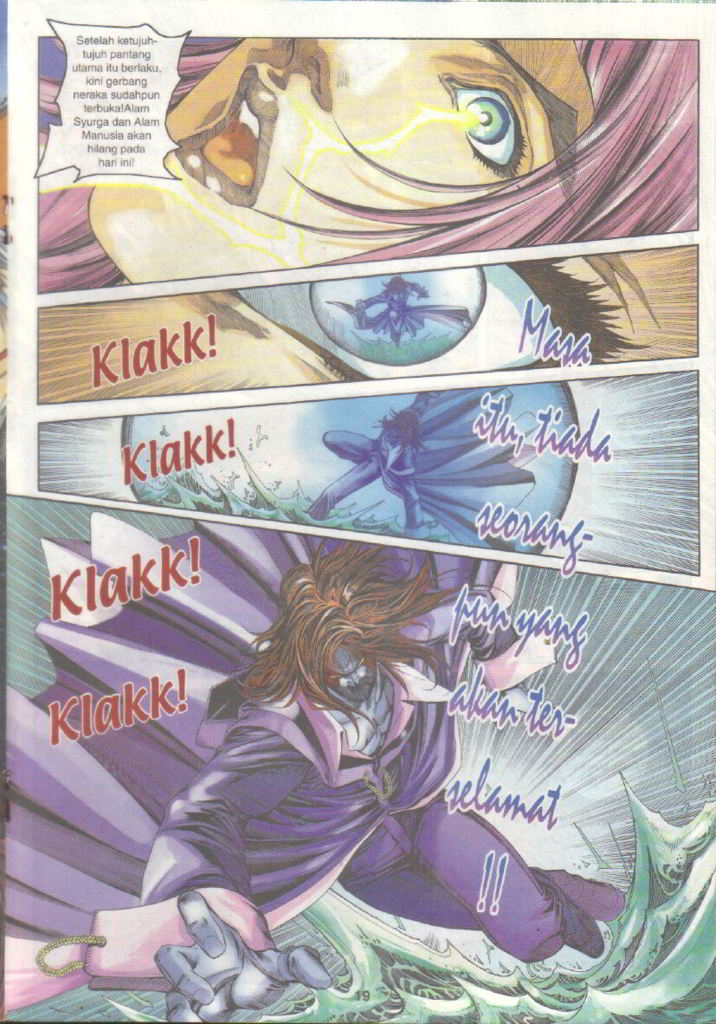 Setelah ketujuh-
tujuh pantang
utama itu berlaku,
kini gerbang
neraka sudahpun
terbuka!Alam
Syurga dan Alam
Manusia akan
hilang pada
hari ini!
Klakk!
Masa
Klakk!
itu, tiada
seorang-
Klakk!
pun yang
Klakk!
akan ter-
selamat
!!
19